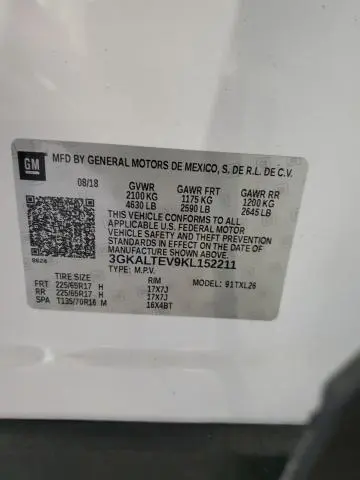 GM
MFD BY GENERAL MOTORS DE MEXICO, S. DE R.L. DE C.V.
08/18 GVWR GAWR FRT GAWR RR
2100 KG 1175 KG 1200 KG
4630 LB 2590 LB 2645 LB
THIS VEHICLE CONFORMS TO ALL
APPLICABLE U.S. FEDERAL MOTOR
VEHICLE SAFETY AND THEFT PREVENTION
STANDARDS IN EFFECT ON THE DATE OF
MANUFACTURE SHOWN ABOVE.
3GKALTEV9KL152211
TYPE: M.P.V.
TIRE SIZE RIM MODEL: 91TXL26
FRT 225/65R17 H 17X7J
RR 225/65R17 H 17X7J
SPA T135/70R16 M 16X4BT